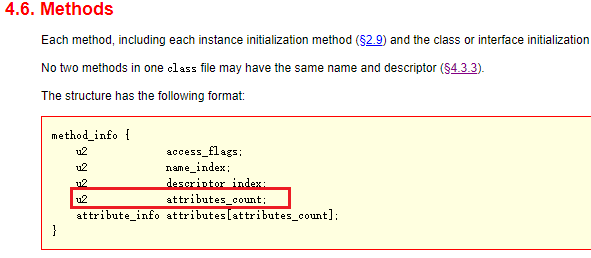 4.6. Methods
Each method, including each instance initialization method (§2.9) and the class or interface initialization
No two methods in one class file may have the same name and descriptor (§4.3.3).
The structure has the following format:
method_info {
u2 access_flags;
u2 name_index;
u2 descriptor_index;
u2 attributes_count;
attribute_info attributes[attributes_count];
}